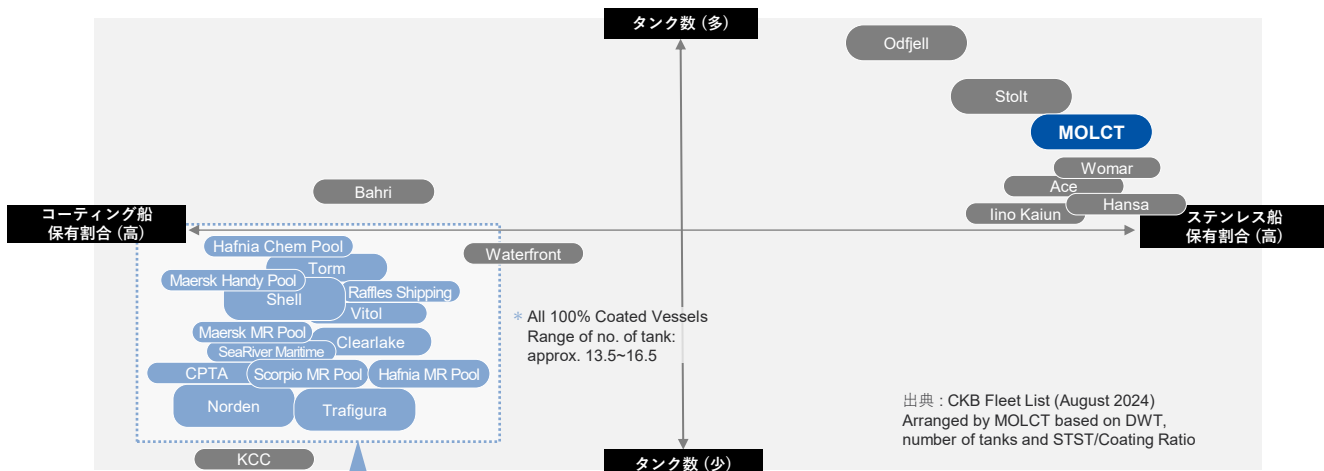 タンク数 (多)
Odfjell
Stolt
MOLCT
Womar
Bahri
Ace
Hansa
Iino Kaiun
コーティング船
保有割合 (高)
ステンレス船
保有割合 (高)
Hafnia Chem Pool
Waterfront
Torm
Maersk Handy Pool
Raffles Shipping
Shell
Vitol
* All 100% Coated Vessels
Range of no. of tank:
approx. 13.5~16.5
Maersk MR Pool
Clearlake
SeaRiver Maritime
CPTA
Scorpio MR Pool
Hafnia MR Pool
Norden
Trafigura
出典 : CKB Fleet List (August 2024)
Arranged by MOLCT based on DWT,
number of tanks and STST/Coating Ratio
KCC
タンク数 (少)